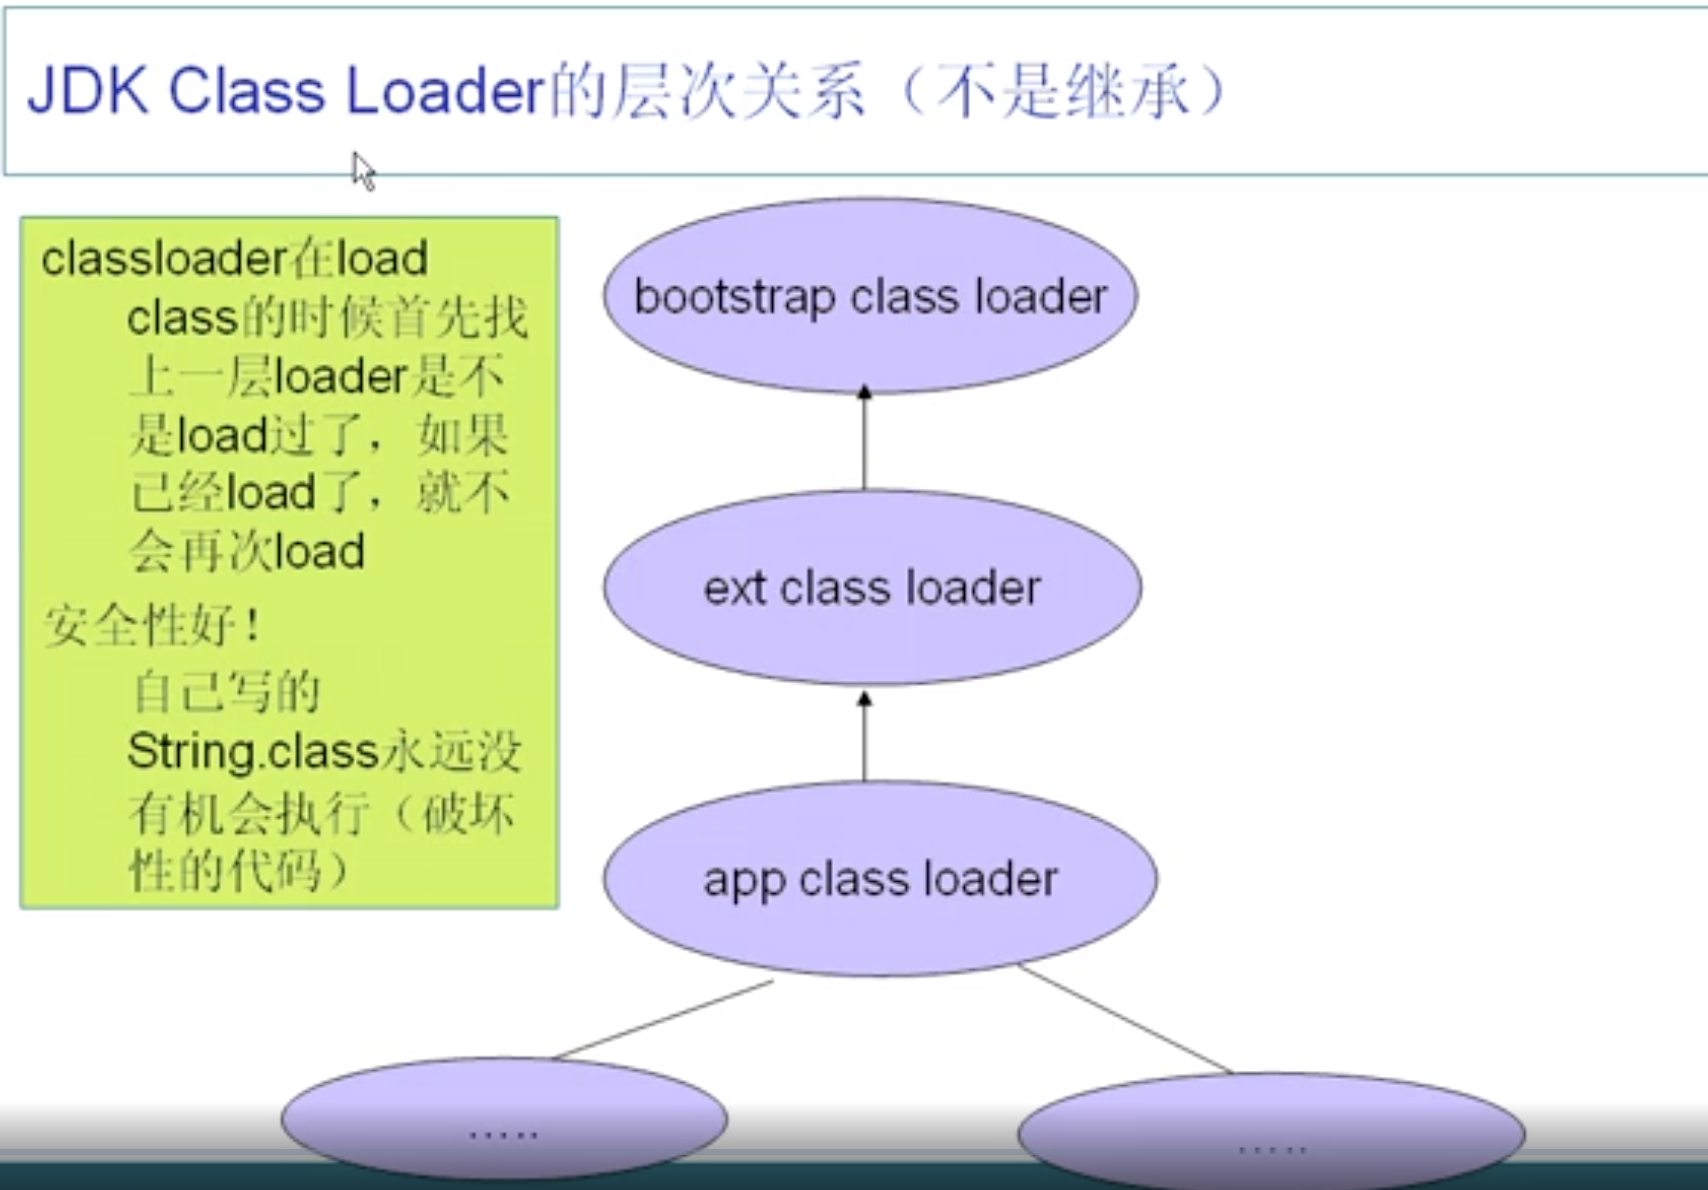 JDK Class Loader的层次关系（不是继承）
classloader在load
class的时候首先找
上一层loader是不
是load过了，如果
已经load了，就不
会再次load
安全性好！
自己写的
String.class永远没
有机会执行（破坏
性的代码）
bootstrap class loader
ext class loader
app class loader
.....
.....